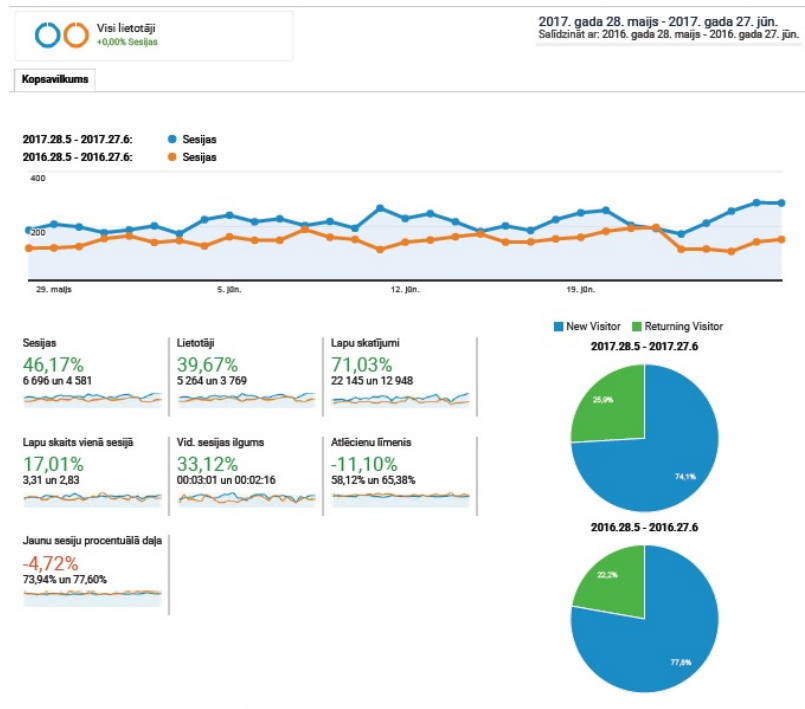 Visi lietotāji
+0,00% Sesijas
2017. gada 28. maijs - 2017. gada 27. jūn.
Salīdzināt ar: 2016. gada 28. maijs - 2016. gada 27. jūn.
Kopsavilkums
2017.28.5 - 2017.27.6: Sesijas
2016.28.5 - 2016.27.6: Sesijas
400
200
29. maijs 5. jūn. 12. jūn. 19. jūn.
New Visitor Returning Visitor
2017.28.5 - 2017.27.6
25,9%
74,1%
2016.28.5 - 2016.27.6
22,2%
77,8%
Sesijas
46,17%
6 696 un 4 581
Lietotāji
39,67%
5 264 un 3 769
Lapu skatījumi
71,03%
22 145 un 12 948
Lapu skaits vienā sesijā
17,01%
3,31 un 2,83
Vid. sesijas ilgums
33,12%
00:03:01 un 00:02:16
Atlēcienu līmenis
-11,10%
58,12% un 65,38%
Jaunu sesiju procentuālā daļa
-4,72%
73,94% un 77,60%